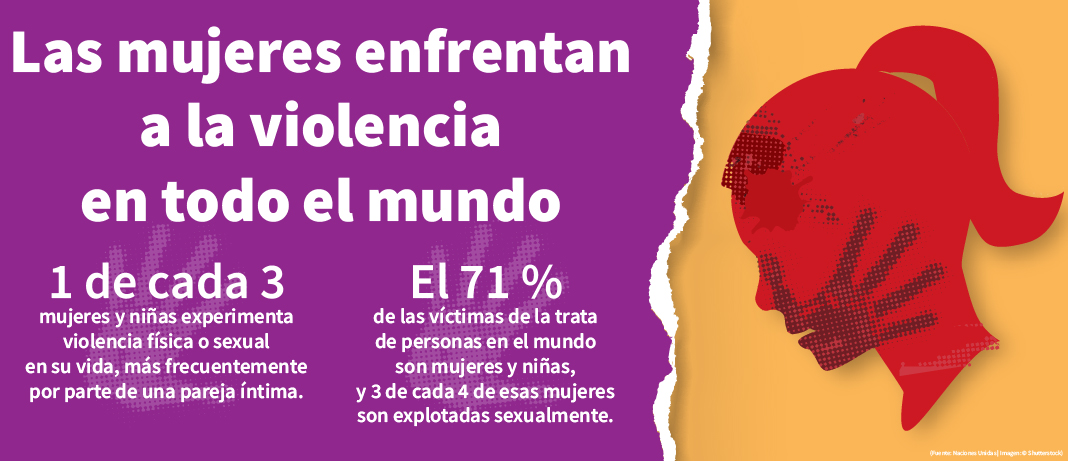 Las mujeres enfrentan
a la violencia
en todo el mundo
1 de cada 3
mujeres y niñas experimenta
violencia física o sexual
en su vida, más frecuentemente
por parte de una pareja íntima.
El 71 %
de las víctimas de la trata
de personas en el mundo
son mujeres y niñas,
y 3 de cada 4 de esas mujeres
son explotadas sexualmente.
(Fuente: Naciones Unidas| Imagen: © Shutterstock)